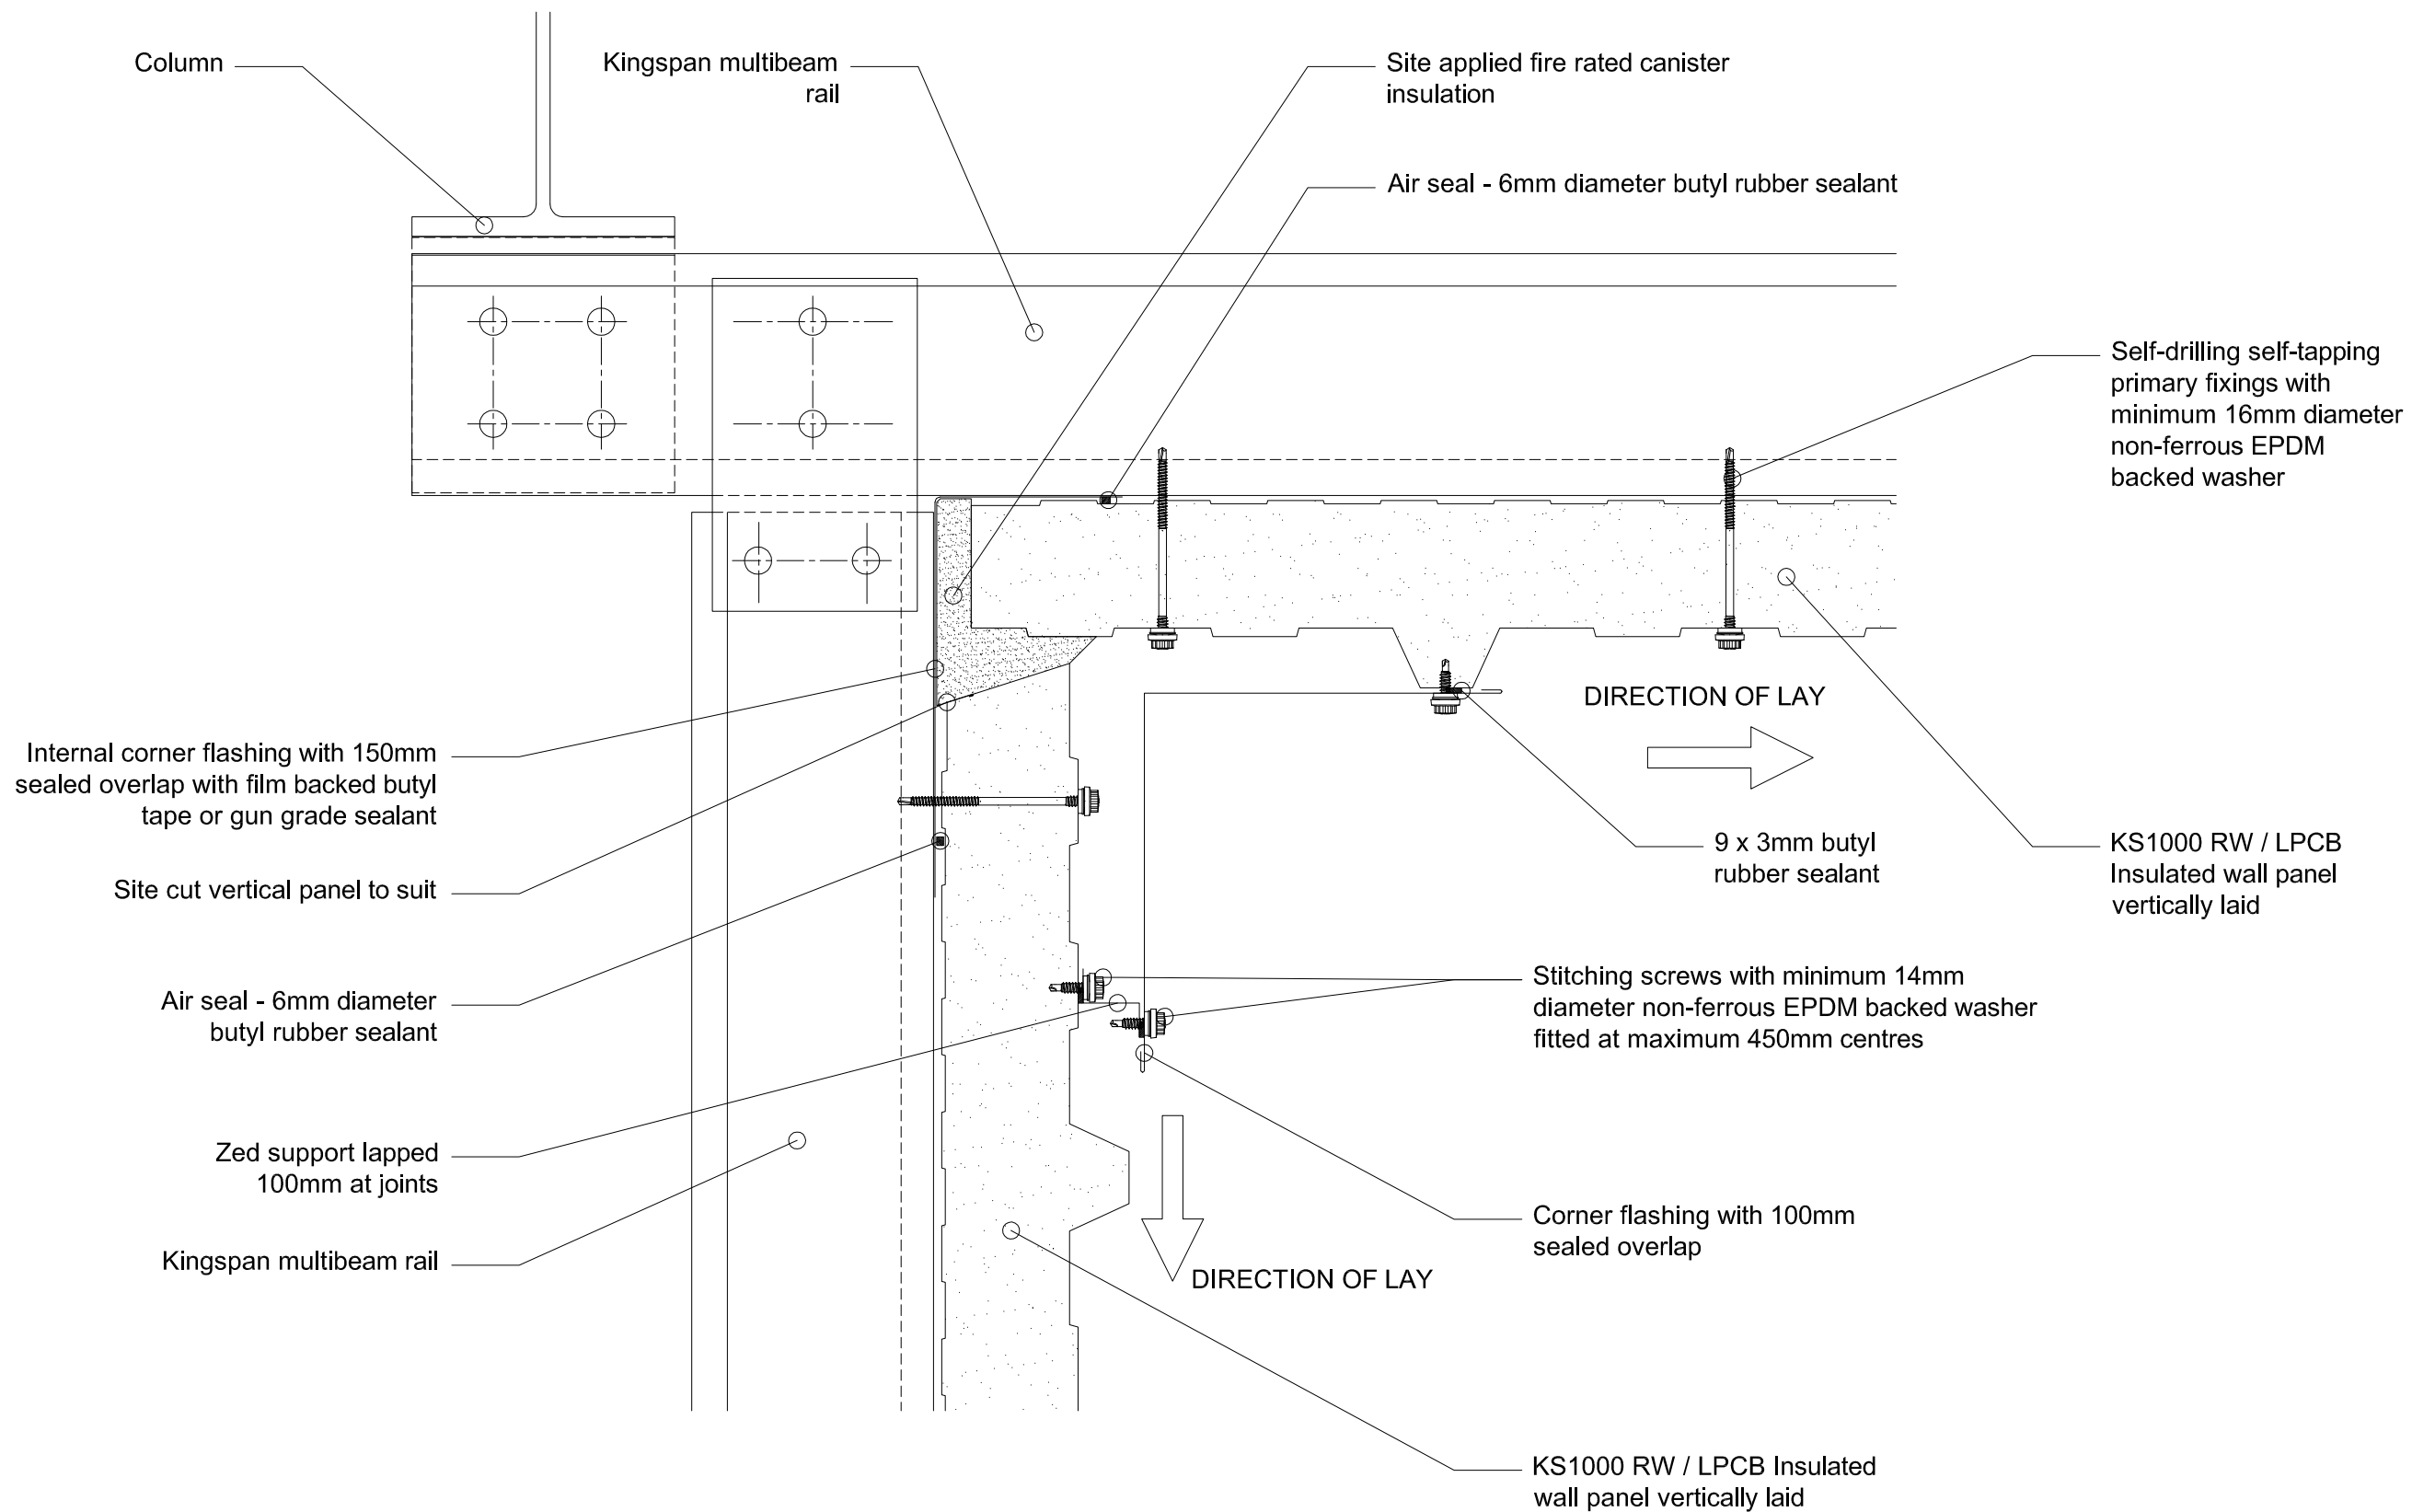 Column
Kingspan multibeam
rail
Site applied fire rated canister
insulation
Air seal - 6mm diameter butyl rubber sealant
Self-drilling self-tapping
primary fixings with
minimum 16mm diameter
non-ferrous EPDM
backed washer
DIRECTION OF LAY
Internal corner flashing with 150mm
sealed overlap with film backed butyl
tape or gun grade sealant
9 x 3mm butyl
rubber sealant
KS1000 RW / LPCB
Insulated wall panel
vertically laid
Site cut vertical panel to suit
Air seal - 6mm diameter
butyl rubber sealant
Stitching screws with minimum 14mm
diameter non-ferrous EPDM backed washer
fitted at maximum 450mm centres
Zed support lapped
100mm at joints
Corner flashing with 100mm
sealed overlap
Kingspan multibeam rail
DIRECTION OF LAY
KS1000 RW / LPCB Insulated
wall panel vertically laid